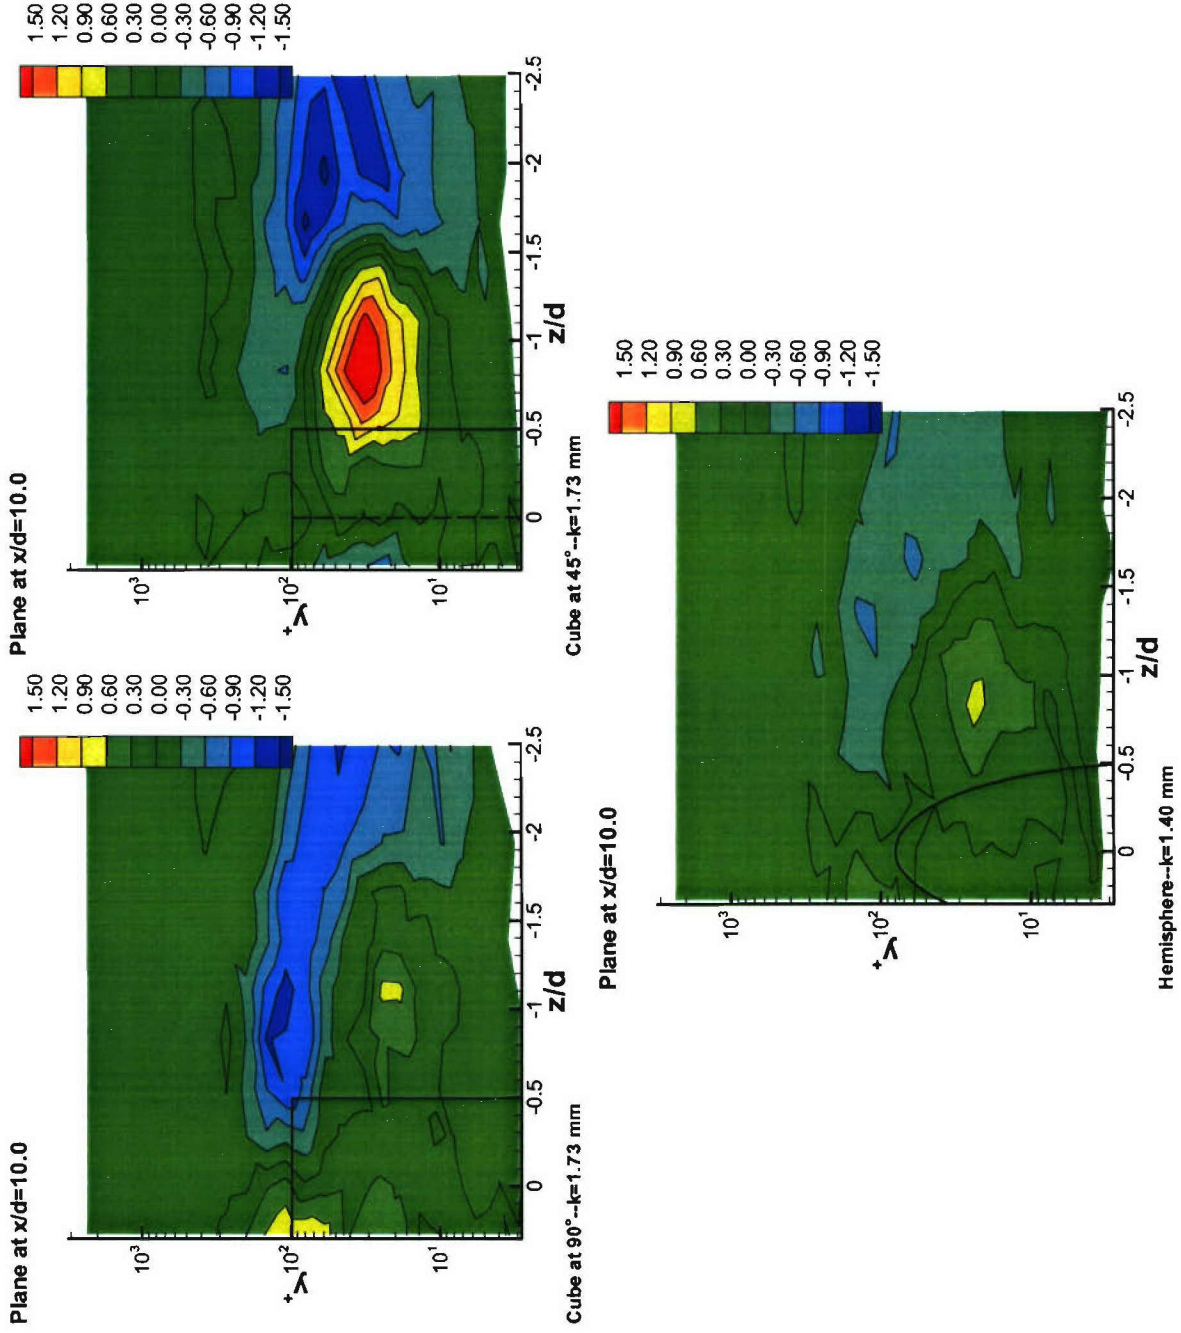 Plane at x/d=10.0
1.50
1.20
0.90
0.60
0.30
0.00
-0.30
-0.60
-0.90
-1.20
-1.50
10³
10²
y⁺
10¹
0 -0.5 -1 -1.5 -2 -2.5
z/d
Cube at 90°--k=1.73 mm
Plane at x/d=10.0
1.50
1.20
0.90
0.60
0.30
0.00
-0.30
-0.60
-0.90
-1.20
-1.50
10³
10²
y⁺
10¹
0 -0.5 -1 -1.5 -2 -2.5
z/d
Cube at 45°--k=1.73 mm
Plane at x/d=10.0
1.50
1.20
0.90
0.60
0.30
0.00
-0.30
-0.60
-0.90
-1.20
-1.50
10³
10²
y⁺
10¹
0 -0.5 -1 -1.5 -2 -2.5
z/d
Hemisphere--k=1.40 mm